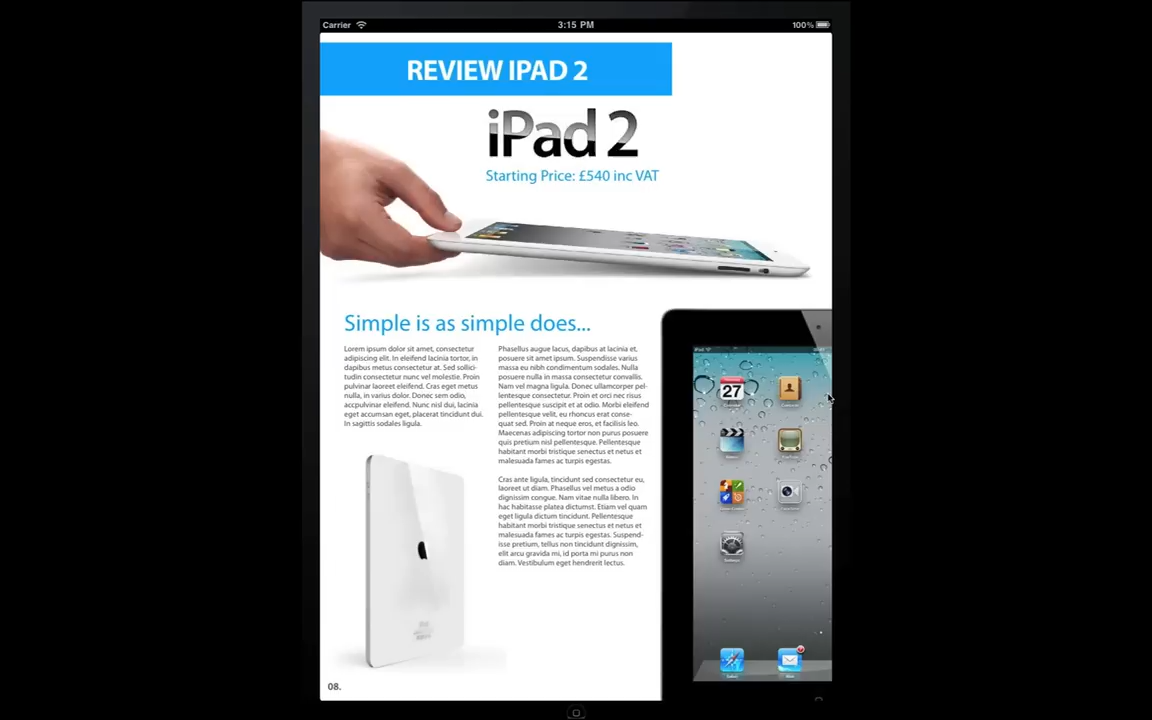 Carrier
3:15 PM
100%
REVIEW IPAD 2
iPad 2
Starting Price: £540 inc VAT
Simple is as simple does...
Lorem ipsum dolor sit amet, consectetur
adipiscing elit. In eleifend lacinia tortor, in
dapibus metus consectetur at. Sed sollici-
tudin consectetur nunc vel molestie. Proin
pulvinar laoreet eleifend. Cras eget metus
nulla, in varius dolor. Donec sem odio,
accpulvinar eleifend. Nunc nisl dui, lacinia
eget accumsan eget, placerat tincidunt dui.
In sagittis sodales ligula.
Phasellus augue lacus, dapibus at lacinia et,
posuere sit amet ipsum. Suspendisse varius
massa eu nibh condimentum sodales. Nulla
posuere nulla in massa consectetur convallis.
Nam vel magna ligula. Donec ullamcorper pel-
lentesque consectetur. Proin et orci nec risus
pellentesque suscipit et at odio. Morbi eleifend
pellentesque velit, eu rhoncus erat conse-
quat sed. Proin at neque eros, et facilisis leo.
Maecenas adipiscing tortor non purus posuere
quis pretium nisl pellentesque. Pellentesque
habitant morbi tristique senectus et netus et
malesuada fames ac turpis egestas.
Cras ante ligula, tincidunt sed consectetur eu,
laoreet ut diam. Phasellus vel metus a odio
dignissim congue. Nam vitae nulla libero. In
hac habitasse platea dictumst. Etiam vel quam
eget ligula dictum tincidunt. Pellentesque
habitant morbi tristique senectus et netus et
malesuada fames ac turpis egestas. Suspend-
isse pretium, tellus non tincidunt dignissim,
elit arcu gravida mi, id porta mi purus non
diam. Vestibulum eget hendrerit lectus.
27
08.